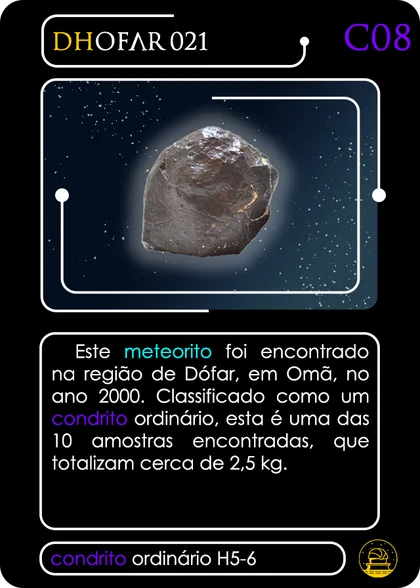 DHOFAR 021
C08
Este meteorito foi encontrado
na região de Dófar, em Omã, no
ano 2000. Classificado como um
condrito ordinário, esta é uma das
10 amostras encontradas, que
totalizam cerca de 2,5 kg.
condrito ordinário H5-6